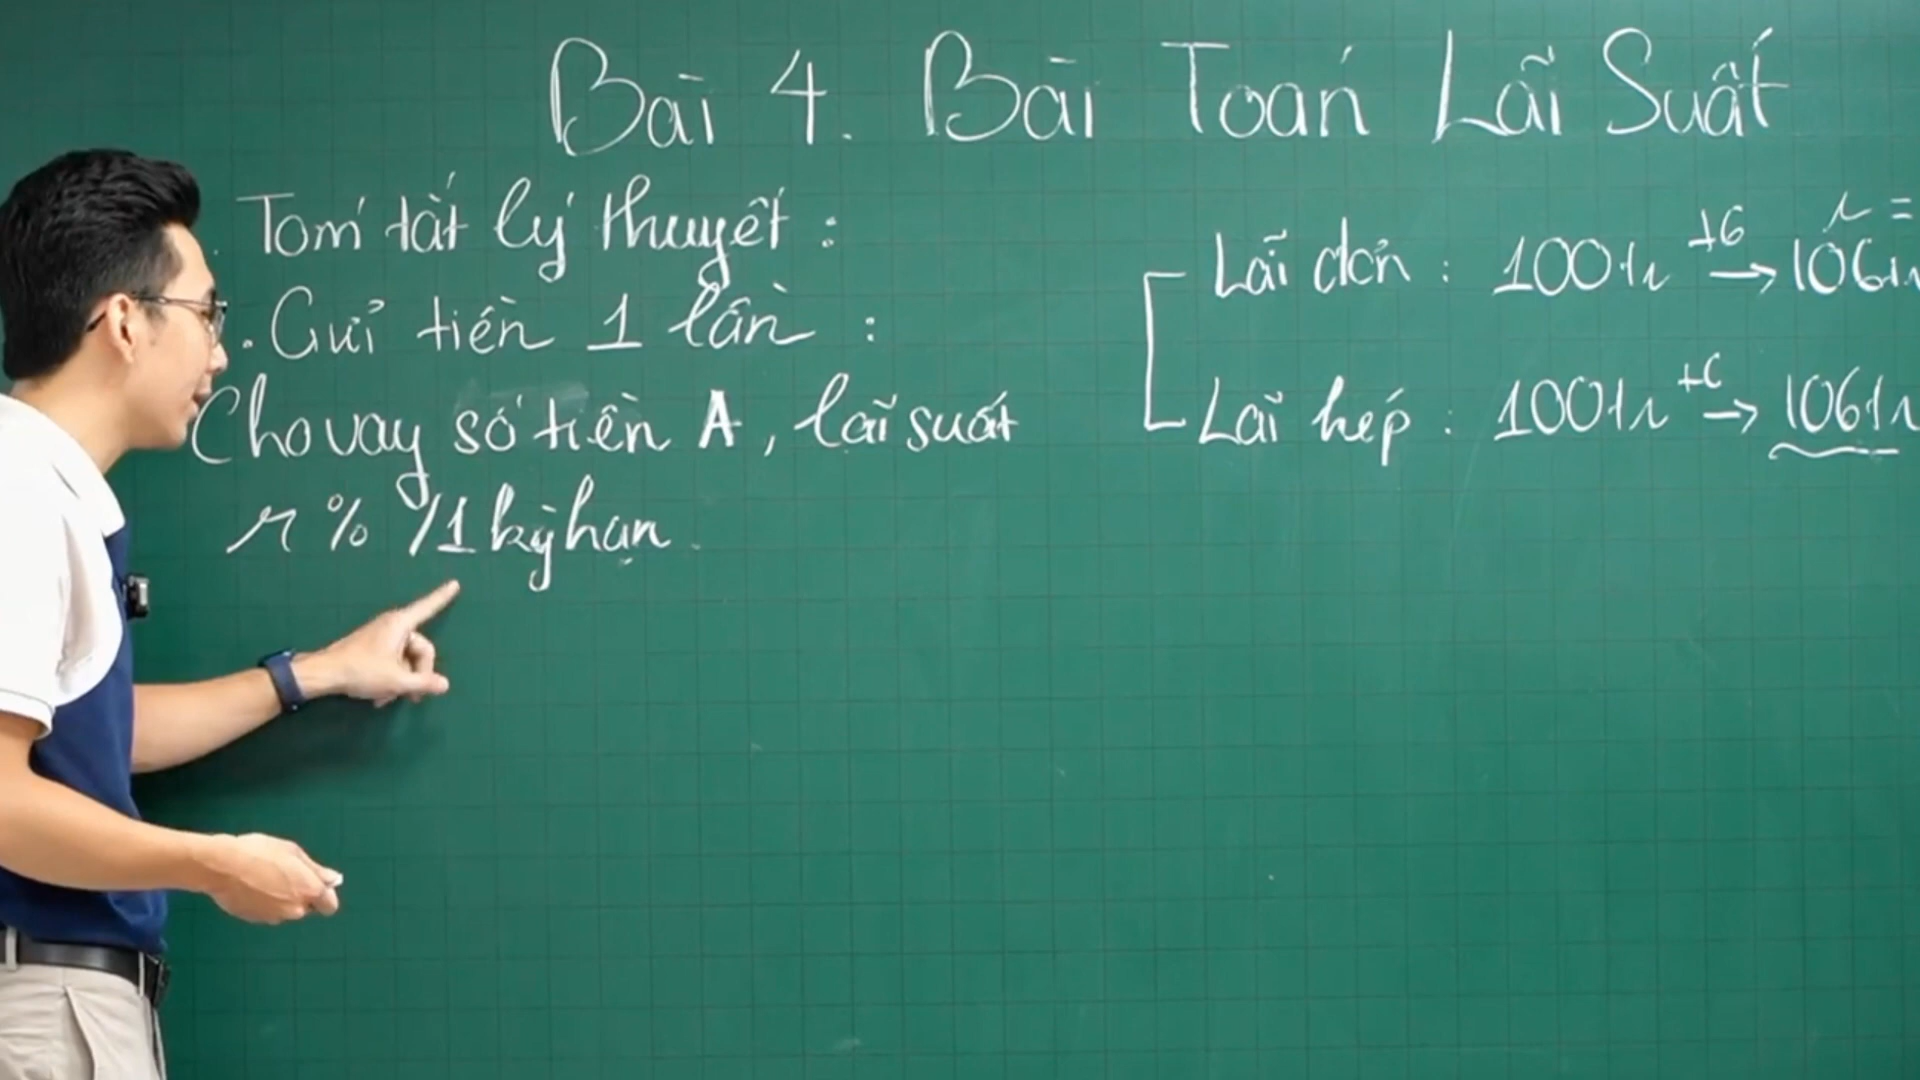 Bài 4. Bài Toán Lãi Suất
Tóm tắt lý thuyết :
. Gửi tiền 1 lần :
Cho vay số tiền A, lãi suất
r% /1 kỳ hạn.
r =
Lãi đơn : 100tr +6 → 106tr
Lãi kép : 100tr +6 → 106tr